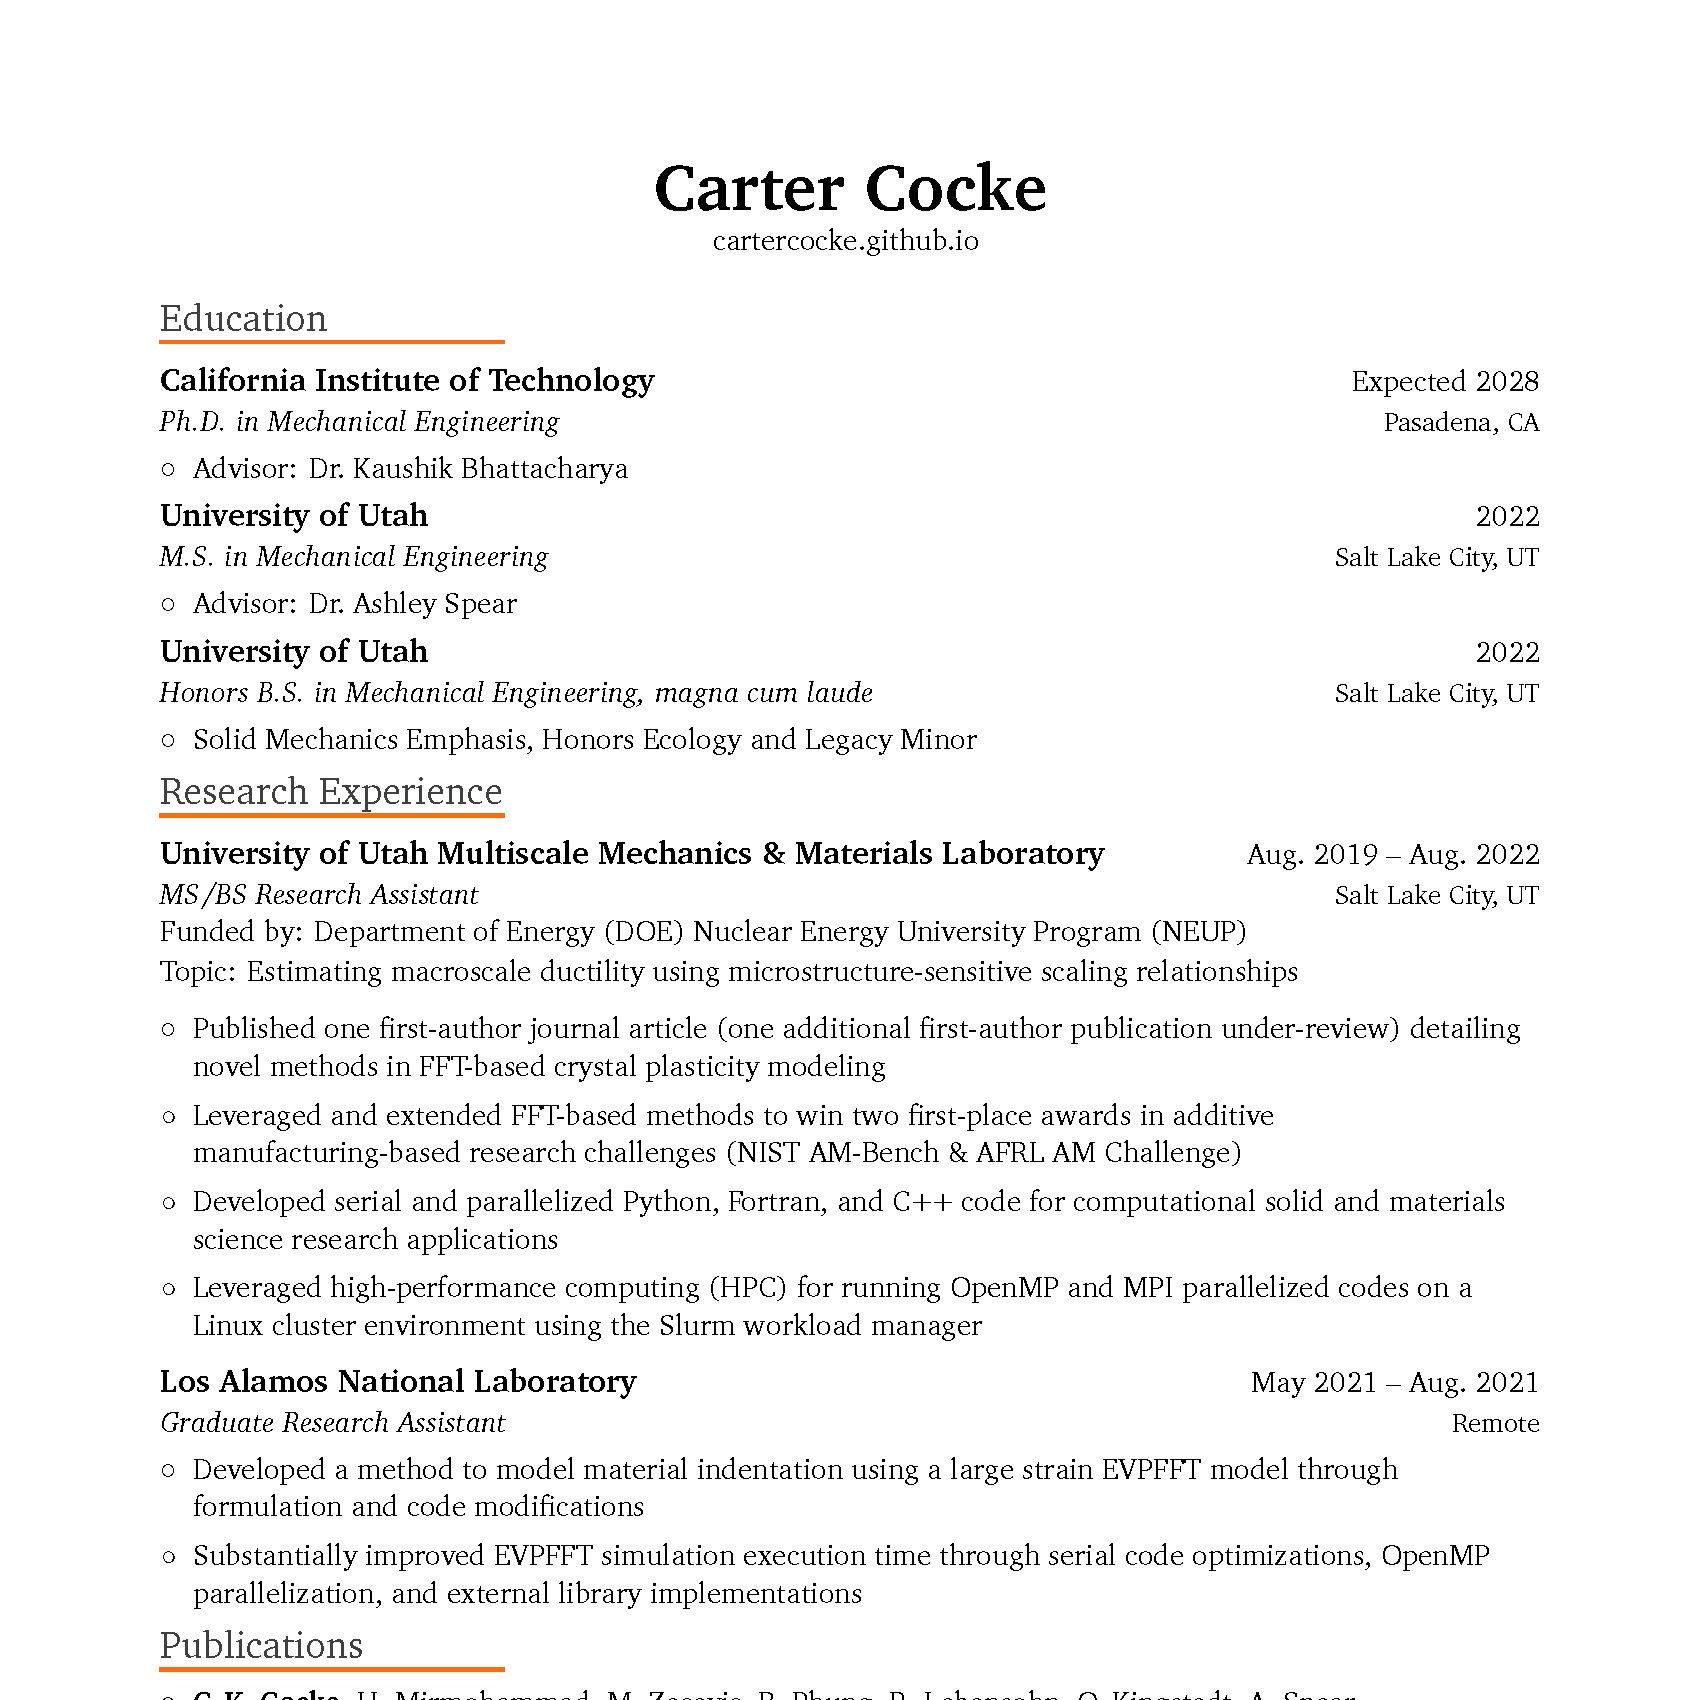 Carter Cocke
cartercocke.github.io
Education
California Institute of Technology Expected 2028
Ph.D. in Mechanical Engineering Pasadena, CA
○ Advisor: Dr. Kaushik Bhattacharya
University of Utah 2022
M.S. in Mechanical Engineering Salt Lake City, UT
○ Advisor: Dr. Ashley Spear
University of Utah 2022
Honors B.S. in Mechanical Engineering, magna cum laude Salt Lake City, UT
○ Solid Mechanics Emphasis, Honors Ecology and Legacy Minor
Research Experience
University of Utah Multiscale Mechanics & Materials Laboratory Aug. 2019 – Aug. 2022
MS/BS Research Assistant Salt Lake City, UT
Funded by: Department of Energy (DOE) Nuclear Energy University Program (NEUP)
Topic: Estimating macroscale ductility using microstructure-sensitive scaling relationships
○ Published one first-author journal article (one additional first-author publication under-review) detailing
novel methods in FFT-based crystal plasticity modeling
○ Leveraged and extended FFT-based methods to win two first-place awards in additive
manufacturing-based research challenges (NIST AM-Bench & AFRL AM Challenge)
○ Developed serial and parallelized Python, Fortran, and C++ code for computational solid and materials
science research applications
○ Leveraged high-performance computing (HPC) for running OpenMP and MPI parallelized codes on a
Linux cluster environment using the Slurm workload manager
Los Alamos National Laboratory May 2021 – Aug. 2021
Graduate Research Assistant Remote
○ Developed a method to model material indentation using a large strain EVPFFT model through
formulation and code modifications
○ Substantially improved EVPFFT simulation execution time through serial code optimizations, OpenMP
parallelization, and external library implementations
Publications